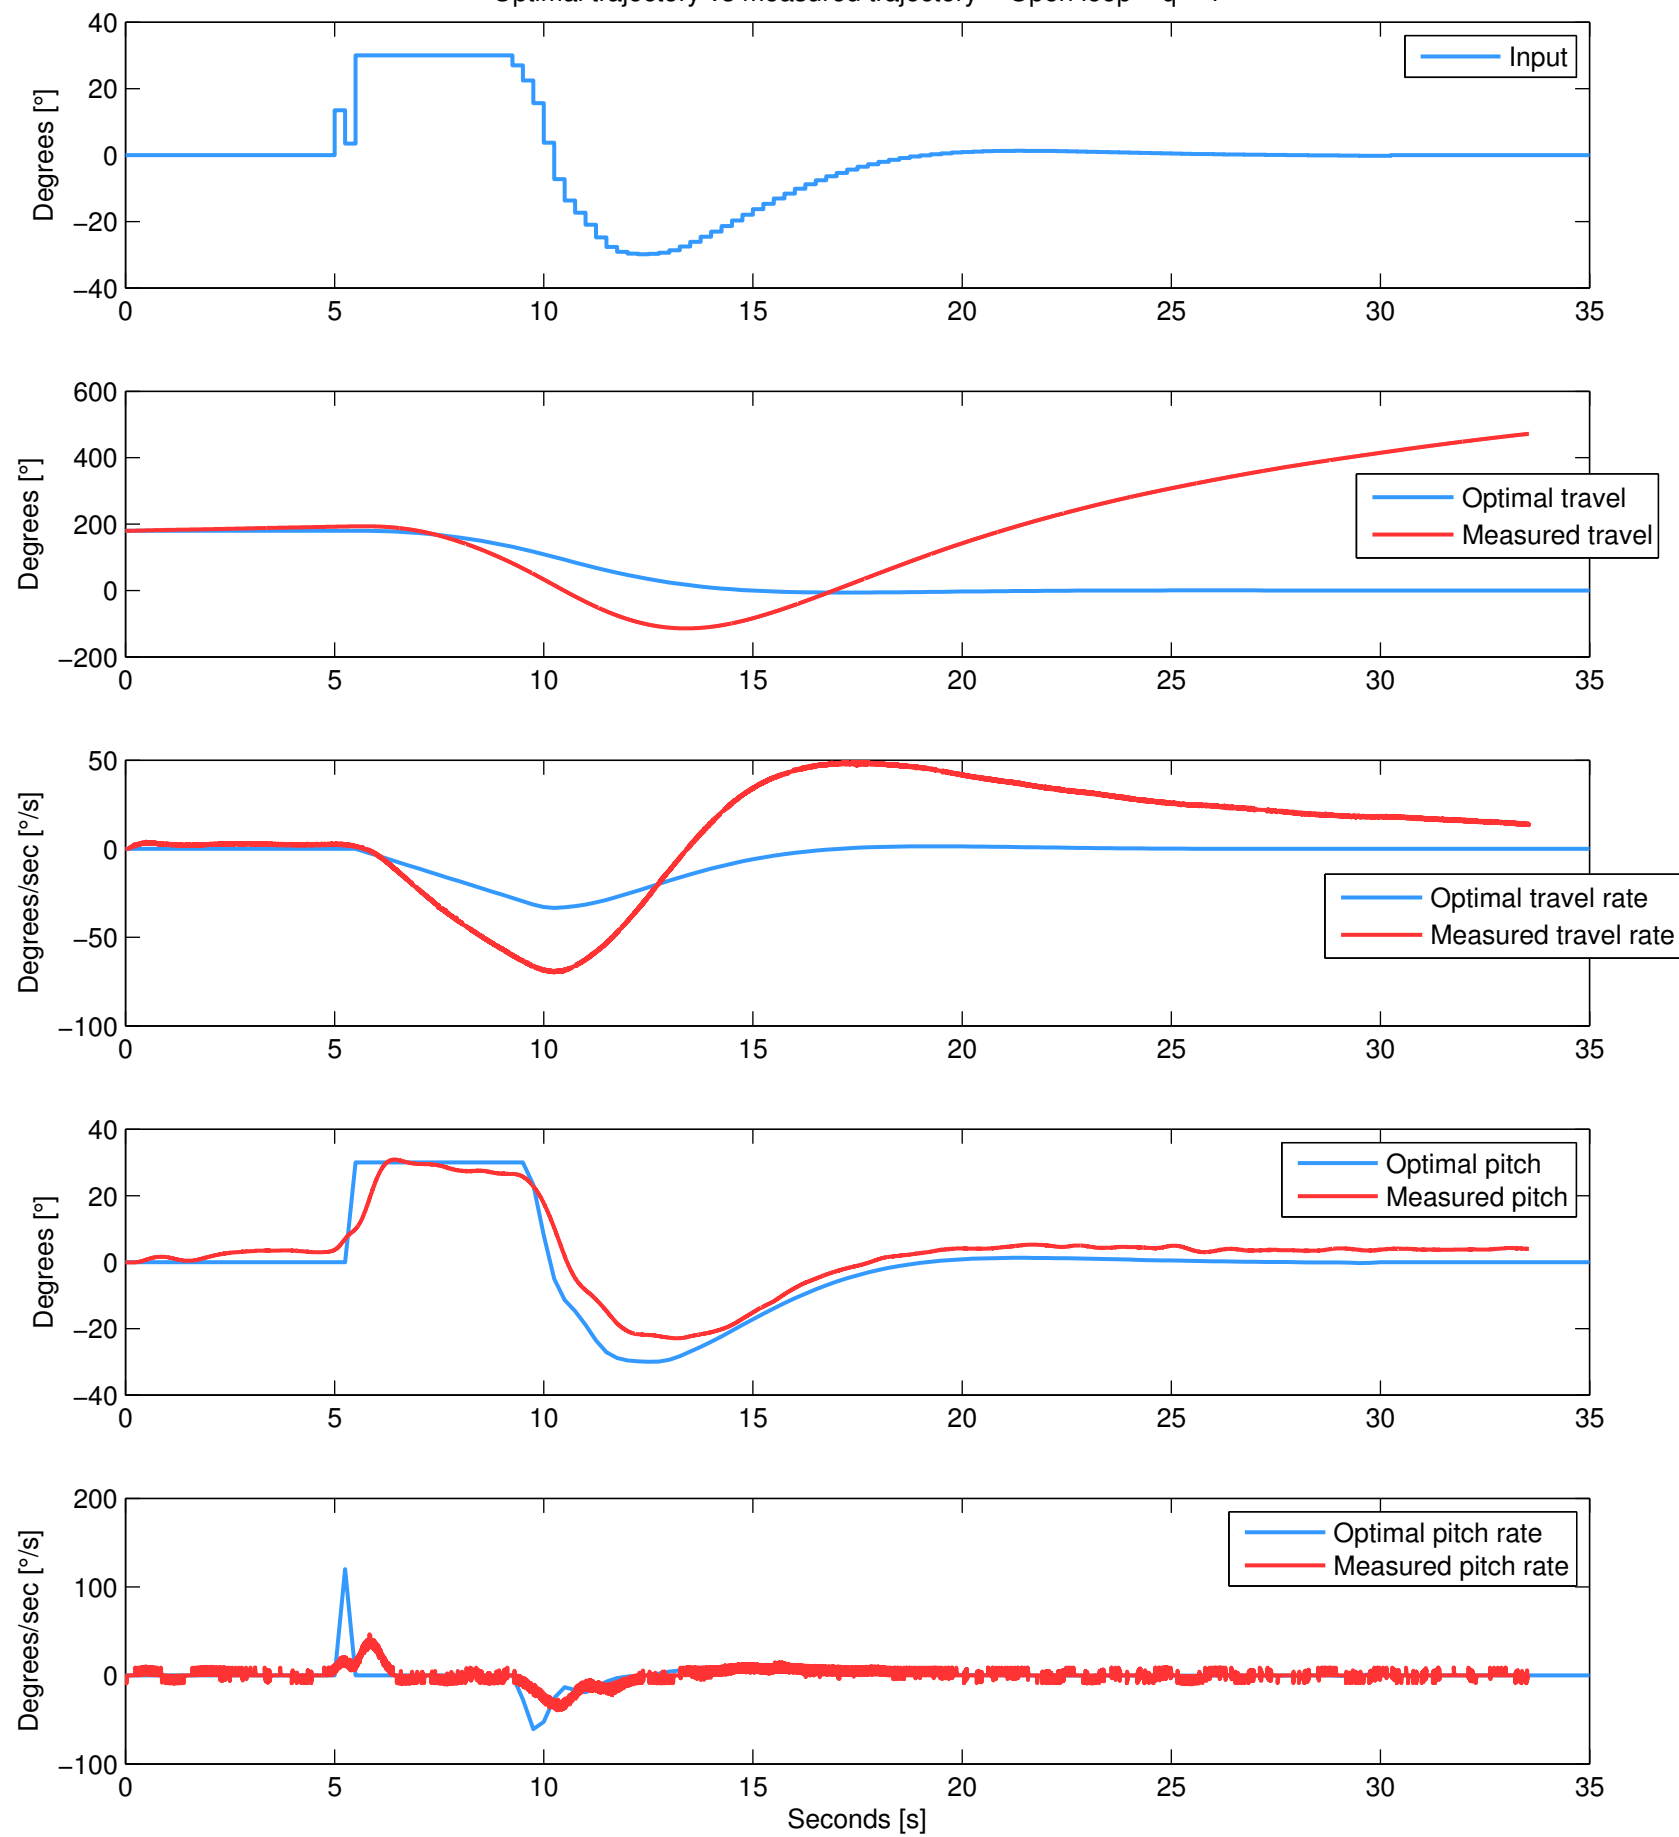 40
20
0
−20
−40
Degrees [°]
Input
0 5 10 15 20 25 30 35
600
400
200
0
−200
Degrees [°]
Optimal travel
Measured travel
0 5 10 15 20 25 30 35
50
0
−50
−100
Degrees/sec [°/s]
Optimal travel rate
Measured travel rate
0 5 10 15 20 25 30 35
40
20
0
−20
−40
Degrees [°]
Optimal pitch
Measured pitch
0 5 10 15 20 25 30 35
200
100
0
−100
Degrees/sec [°/s]
Optimal pitch rate
Measured pitch rate
0 5 10 15 20 25 30 35
Seconds [s]